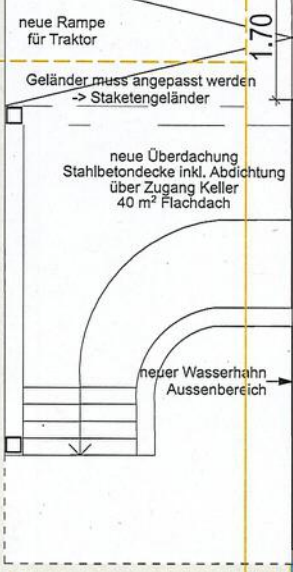 neue Rampe
für Traktor
1.70
Geländer muss angepasst werden
-> Staketengeländer
neue Überdachung
Stahlbetondecke inkl. Abdichtung
über Zugang Keller
40 m² Flachdach
neuer Wasserhahn
Aussenbereich